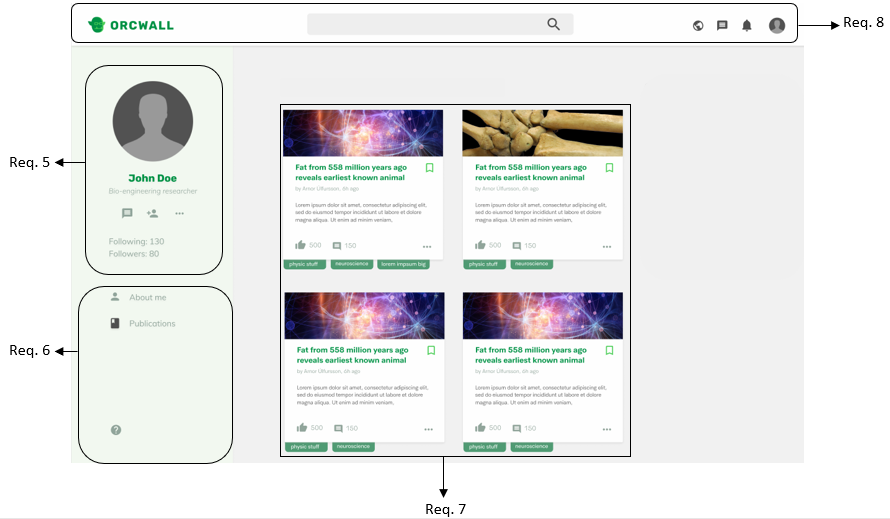 ORCWALL
Req. 8
Req. 5
John Doe
Bio-engineering researcher
Following: 130
Followers: 80
Req. 6
About me
Publications
Fat from 558 million years ago
reveals earliest known animal
by Anor Ulfursson, 6h ago
Lorem ipsum dolor sit amet, consectetur adipiscing elit,
sed do eiusmod tempor incididunt ut labore et dolore
magna aliqua. Ut enim ad minim veniam,
500 150
physic stuff neuroscience lorem impsum big
Fat from 558 million years ago
reveals earliest known animal
by Anor Ulfursson, 6h ago
Lorem ipsum dolor sit amet, consectetur adipiscing elit,
sed do eiusmod tempor incididunt ut labore et dolore
magna aliqua. Ut enim ad minim veniam,
500 150
physic stuff neuroscience
Fat from 558 million years ago
reveals earliest known animal
by Anor Ulfursson, 6h ago
Lorem ipsum dolor sit amet, consectetur adipiscing elit,
sed do eiusmod tempor incididunt ut labore et dolore
magna aliqua. Ut enim ad minim veniam,
500 150
physic stuff neuroscience
Fat from 558 million years ago
reveals earliest known animal
by Anor Ulfursson, 6h ago
Lorem ipsum dolor sit amet, consectetur adipiscing elit,
sed do eiusmod tempor incididunt ut labore et dolore
magna aliqua. Ut enim ad minim veniam,
500 150
physic stuff neuroscience
Req. 7